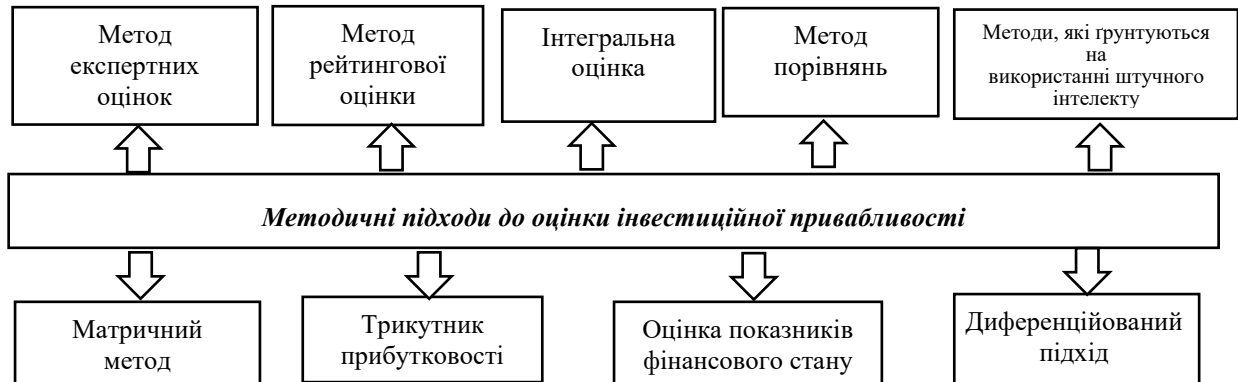 Метод
експертних
оцінок
Метод
рейтингової
оцінки
Інтегральна
оцінка
Метод
порівнянь
Методи, які ґрунтуються
на
використанні штучного
інтелекту
Методичні підходи до оцінки інвестиційної привабливості
Матричний
метод
Трикутник
прибутковості
Оцінка показників
фінансового стану
Диференційований
підхід